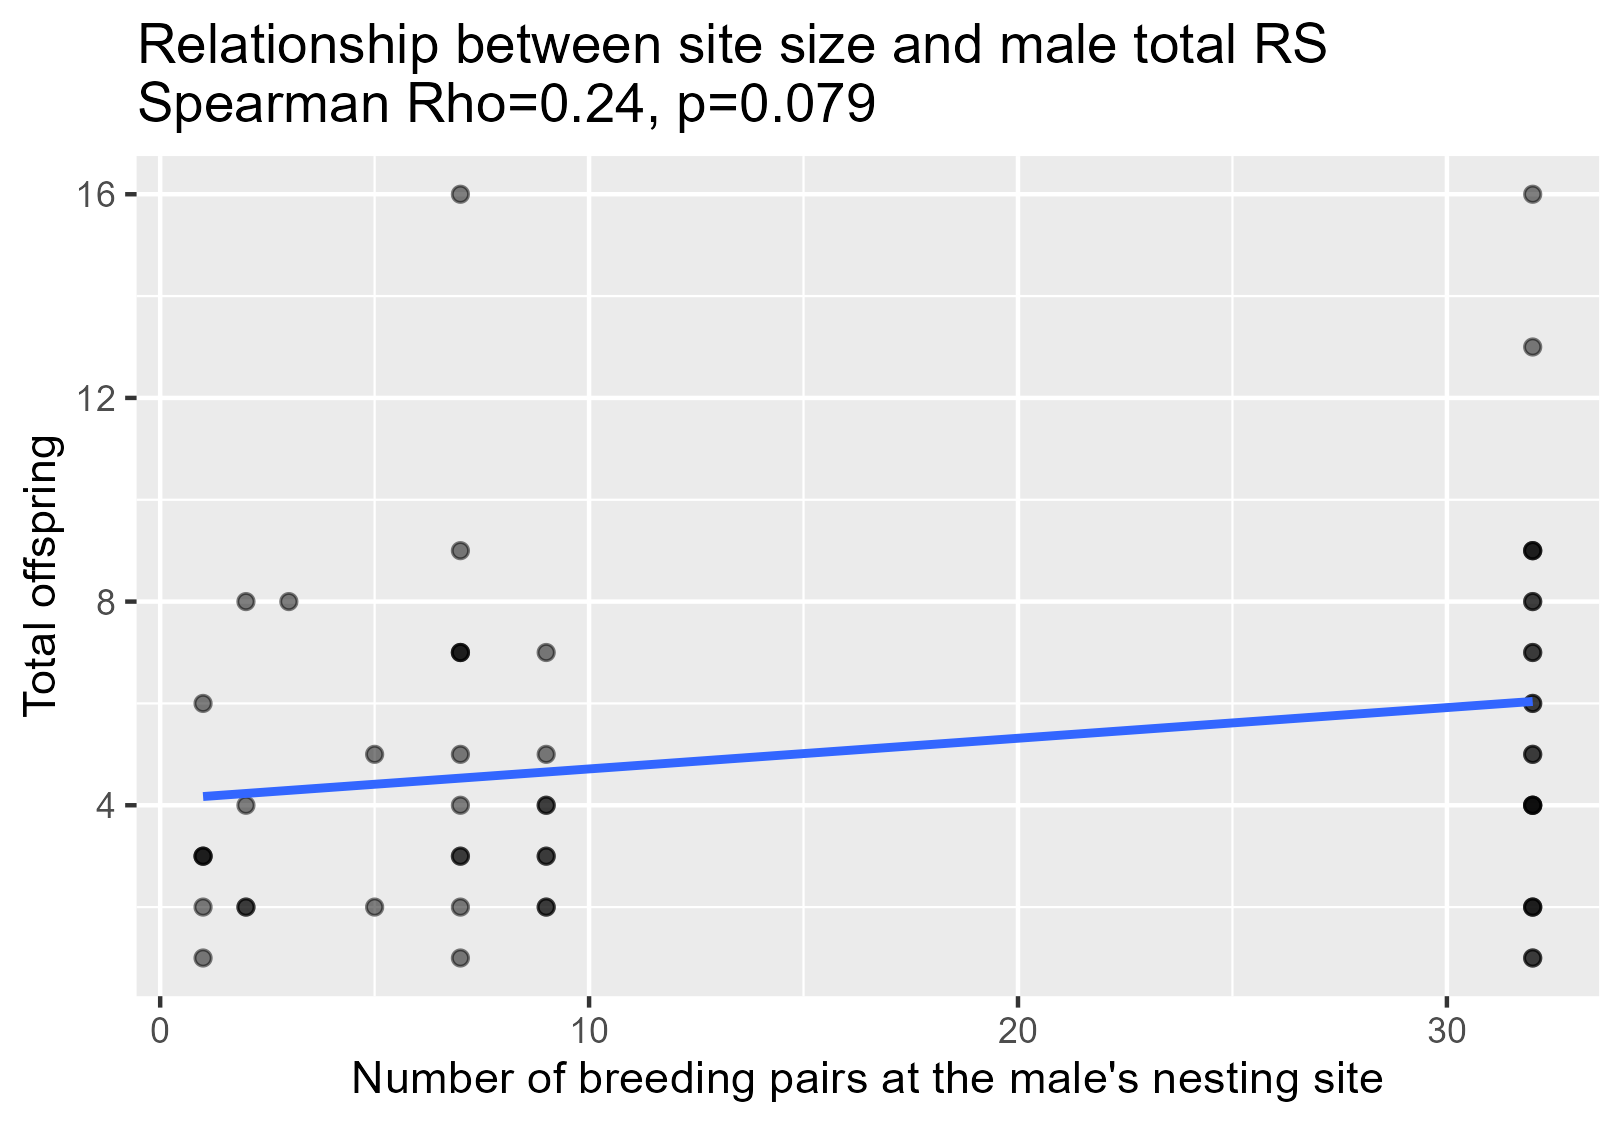 Relationship between site size and male total RS
Spearman Rho=0.24, p=0.079
16
12
8
4
Total offspring
0 10 20 30
Number of breeding pairs at the male's nesting site